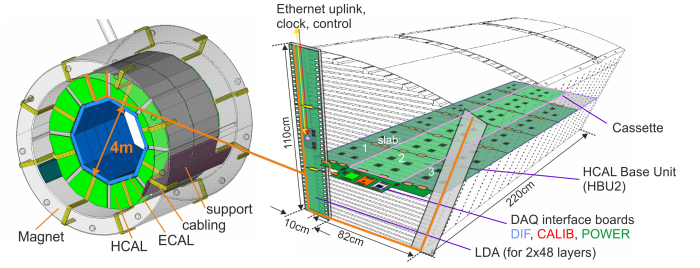 Ethernet uplink,
clock, control
110cm
slab:
1
2
3
Cassette
HCAL Base Unit
(HBU2)
220cm
DAQ interface boards
DIF, CALIB, POWER
LDA (for 2x48 layers)
10cm
82cm
4m
support
cabling
ECAL
HCAL
Magnet